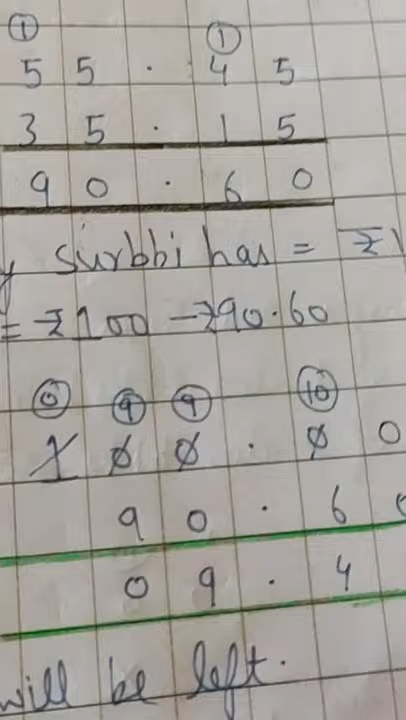 ① ①
5 5 . 4 5
3 5 . 1 5
9 0 . 6 0
y Surbhi has = ₹1
= ₹100 - ₹90.60
⓪ ⑨ ⑨ ⑩
1 0 0 . 0 0
9 0 . 6 0
0 9 . 4
will be left.